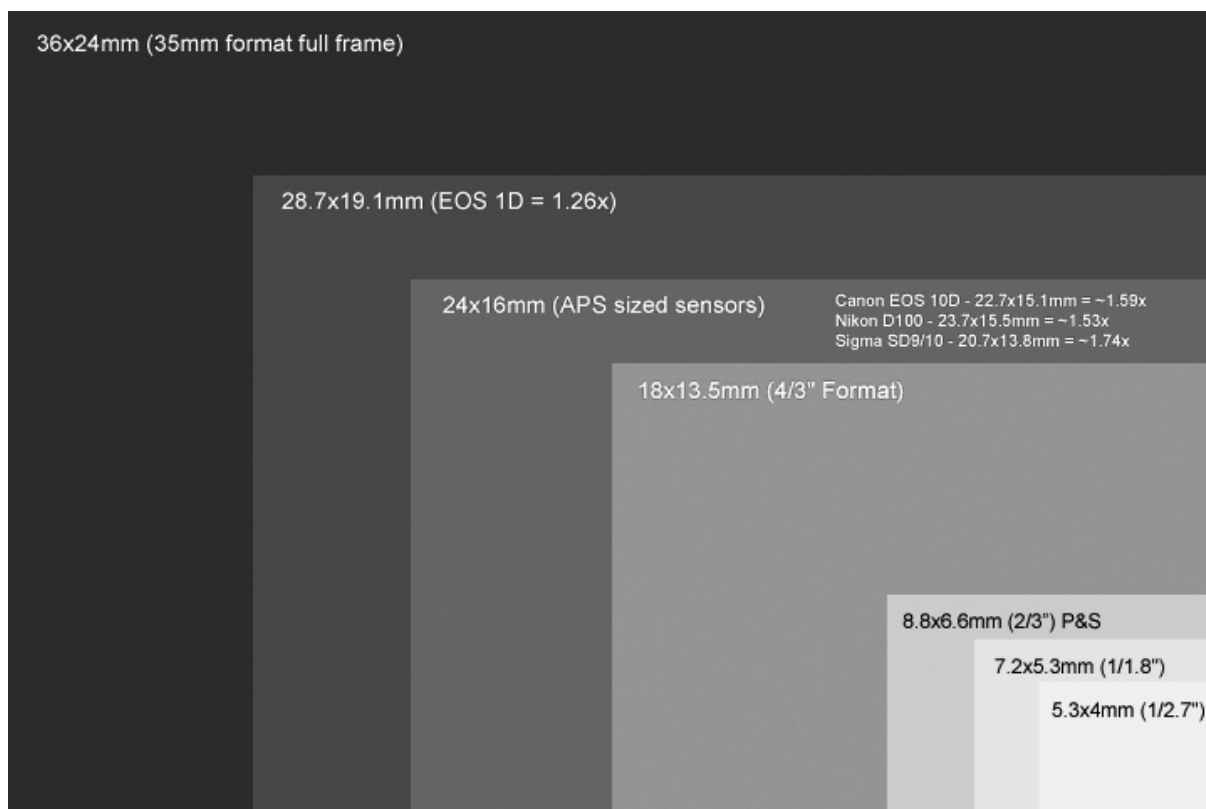 36x24mm (35mm format full frame)
28.7x19.1mm (EOS 1D = 1.26x)
24x16mm (APS sized sensors)
Canon EOS 10D - 22.7x15.1mm = ~1.59x
Nikon D100 - 23.7x15.5mm = ~1.53x
Sigma SD9/10 - 20.7x13.8mm = ~1.74x
18x13.5mm (4/3" Format)
8.8x6.6mm (2/3") P&S
7.2x5.3mm (1/1.8")
5.3x4mm (1/2.7")